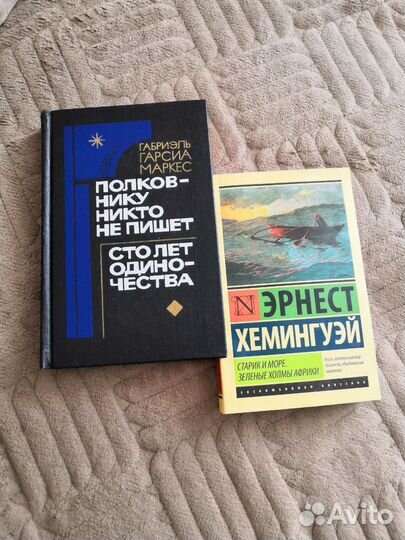 ГАБРИЭЛЬ
ГАРСИА
МАРКЕС
ПОЛКОВ-
НИКУ
НИКТО
НЕ ПИШЕТ
СТО ЛЕТ
ОДИНО-
ЧЕСТВА
N ЭРНЕСТ
ХЕМИНГУЭЙ
СТАРИК И МОРЕ.
ЗЕЛЕНЫЕ ХОЛМЫ АФРИКИ
ЭКСКЛЮЗИВНАЯ КЛАССИКА
Avito